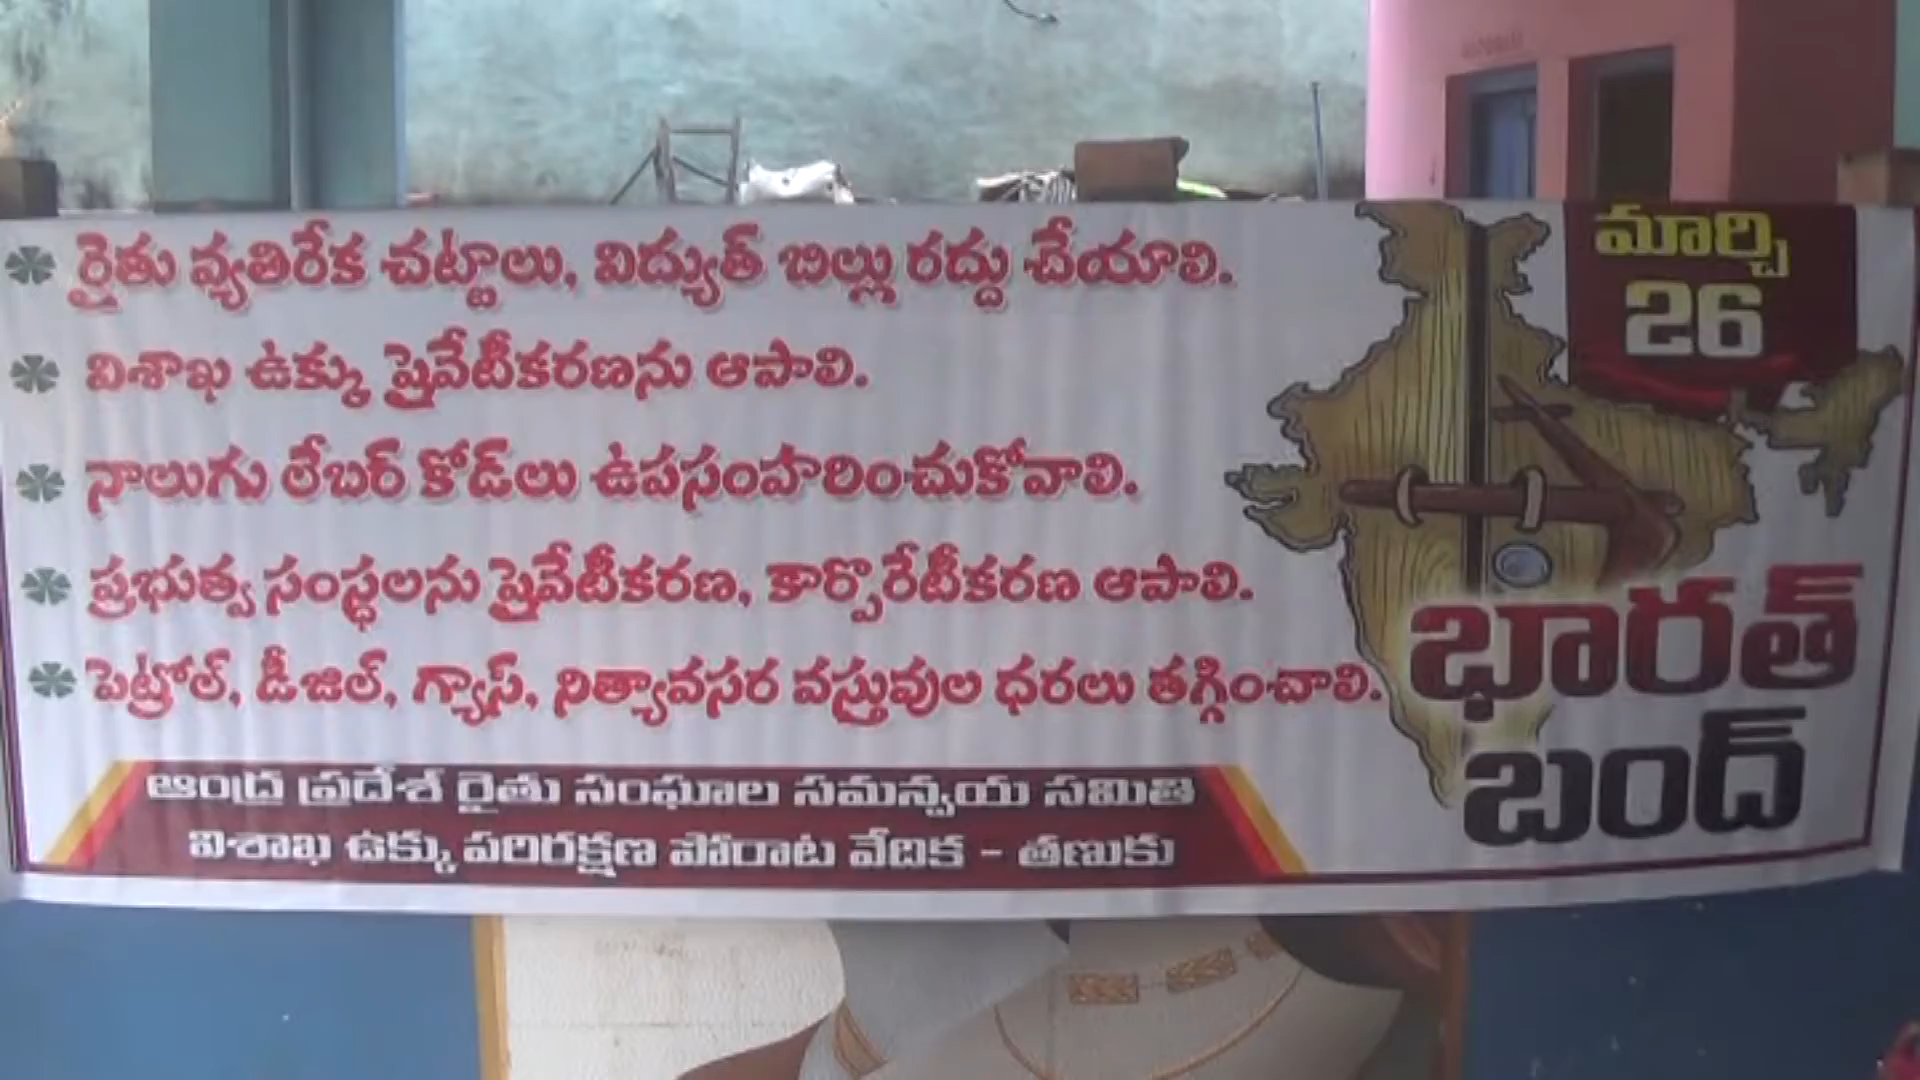 రైతు వ్యతిరేక చట్టాలు, విద్యుత్ బిల్లు రద్దు చేయాలి.
విశాఖ ఉక్కు ప్రైవేటీకరణను ఆపాలి.
నాలుగు లేబర్ కోడ్‌లు ఉపసంహరించుకోవాలి.
ప్రభుత్వ సంస్థలను ప్రైవేటీకరణ, కార్పొరేటీకరణ ఆపాలి.
పెట్రోల్, డీజిల్, గ్యాస్, నిత్యావసర వస్తువుల ధరలు తగ్గించాలి.
ఆంధ్ర ప్రదేశ్ రైతు సంఘాల సమన్వయ సమితి
విశాఖ ఉక్కు పరిరక్షణ పోరాట వేదిక - తణుకు
మార్చి
26
భారత్
బంద్